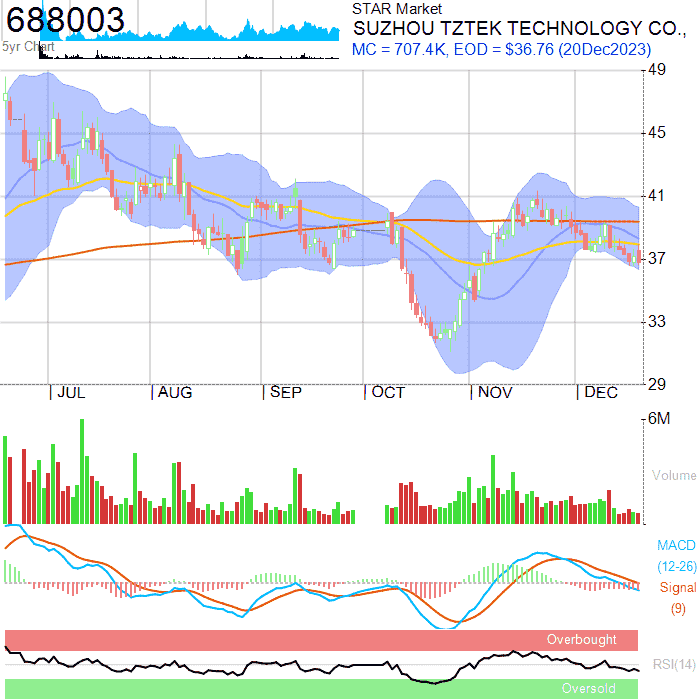 688003
5yr Chart
STAR Market
SUZHOU TZTEK TECHNOLOGY CO.,
MC = 707.4K, EOD = $36.76 (20Dec2023)
49
45
41
37
33
29
JUL AUG SEP OCT NOV DEC
6M
Volume
MACD
(12-26)
Signal
(9)
Overbought
RSI(14)
Oversold